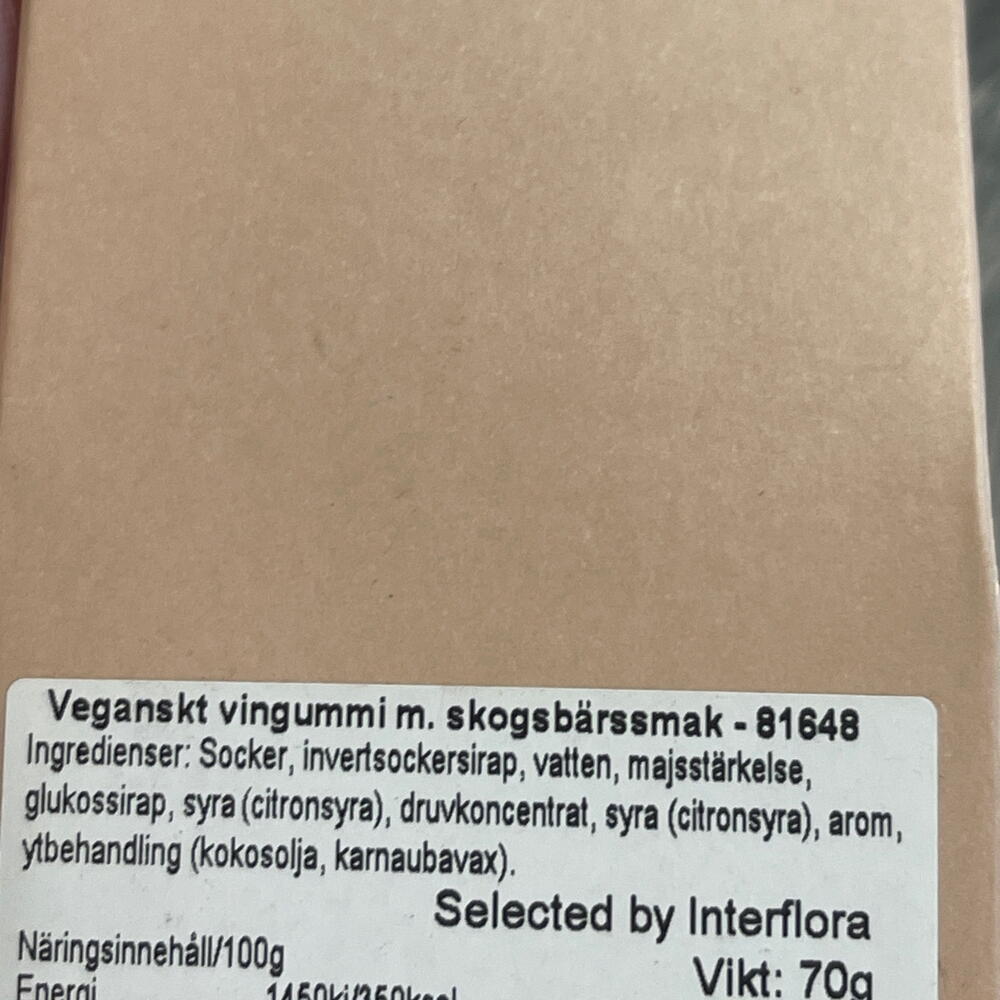 Veganskt vingummi m. skogsbärssmak - 81648
Ingredienser: Socker, invertsockersirap, vatten, majsstärkelse,
glukossirap, syra (citronsyra), druvkoncentrat, syra (citronsyra), arom,
ytbehandling (kokosolja, karnaubavax).
Selected by Interflora
Näringsinnehåll/100g
Vikt: 70g
Energi